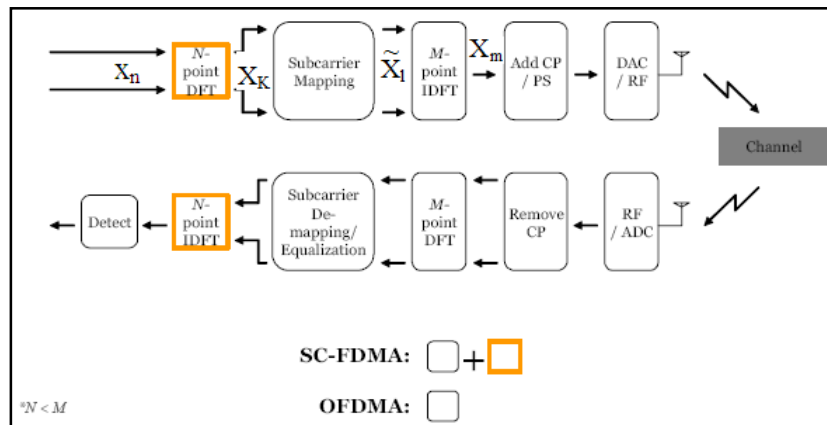 N-
point
DFT
Subcarrier
Mapping
M-
point
IDFT
Add CP
/ PS
DAC
/ RF
Xn
XK
X̃l
Xm
Channel
Detect
N-
point
IDFT
Subcarrier
De-
mapping/
Equalization
M-
point
DFT
Remove
CP
RF
/ ADC
SC-FDMA: +
*N < M
OFDMA: